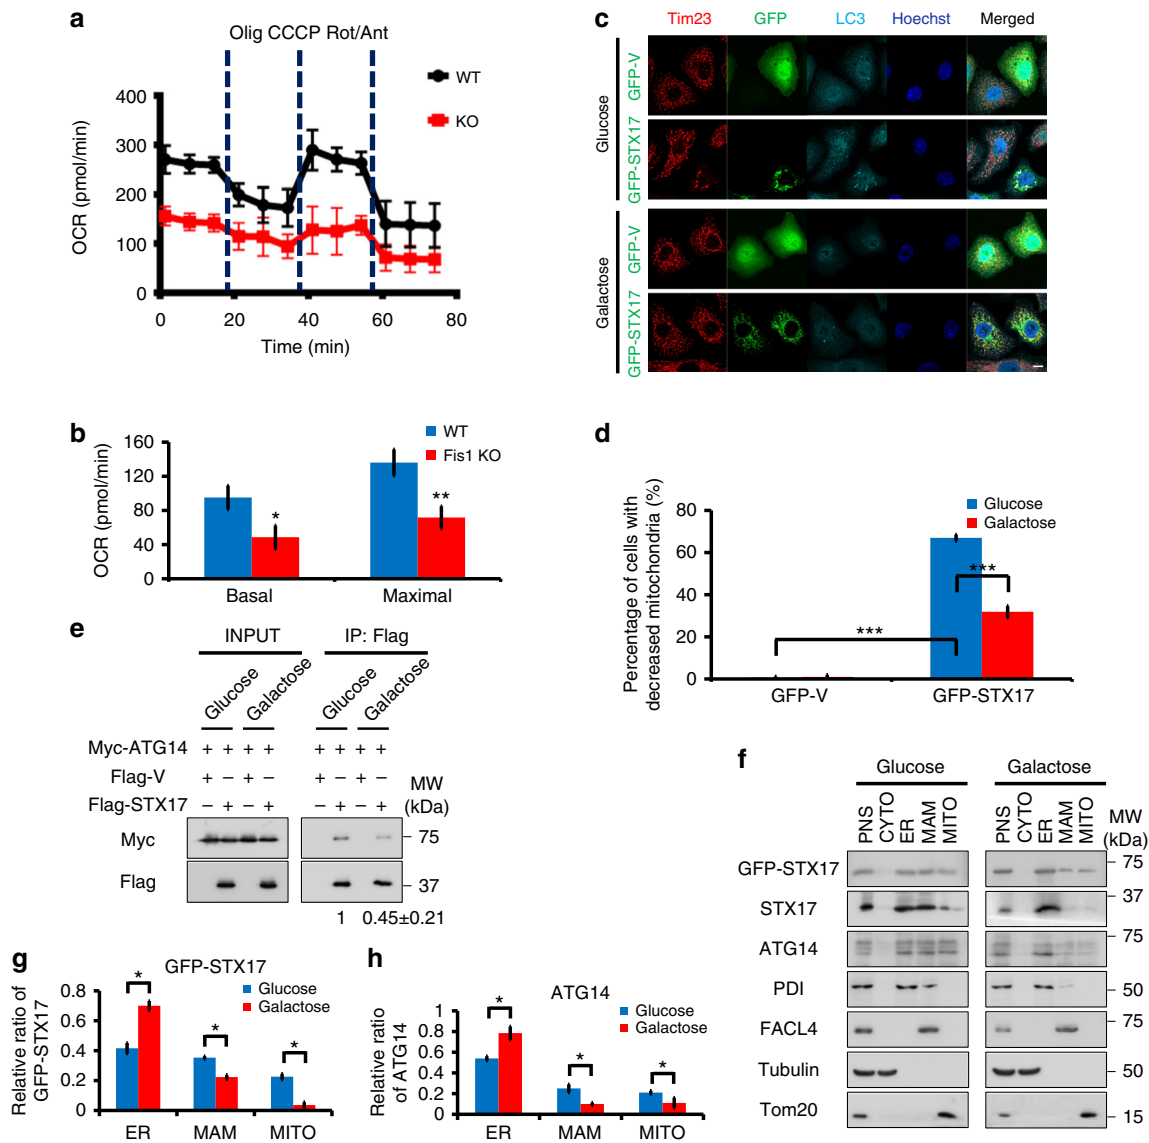 a
Olig CCCP Rot/Ant
WT
KO
OCR (pmol/min)
400
300
200
100
0
0 20 40 60 80
Time (min)
b
WT
Fis1 KO
OCR (pmol/min)
160
120
80
40
0
*
**
Basal Maximal
c
Tim23 GFP LC3 Hoechst Merged
Glucose
GFP-V
GFP-STX17
Galactose
GFP-V
GFP-STX17
d
Percentage of cells with
decreased mitochondria (%)
Glucose
Galactose
80
60
40
20
0
***
***
GFP-V GFP-STX17
e
INPUT IP: Flag
Glucose Galactose Glucose Galactose
Myc-ATG14 + + + + + + + +
Flag-V + − + − + − + −
Flag-STX17 − + − + − + − +
MW
(kDa)
Myc 75
Flag 37
1 0.45±0.21
f
Glucose Galactose
PNS CYTO ER MAM MITO PNS CYTO ER MAM MITO
MW
(kDa)
GFP-STX17 75
STX17 37
ATG14 75
PDI 50
FACL4 75
Tubulin 50
Tom20 15
g
GFP-STX17
Glucose
Galactose
Relative ratio of
GFP-STX17
0.8
0.6
0.4
0.2
0
* * *
ER MAM MITO
h
ATG14
Glucose
Galactose
Relative ratio
of ATG14
1
0.8
0.6
0.4
0.2
0
* * *
ER MAM MITO